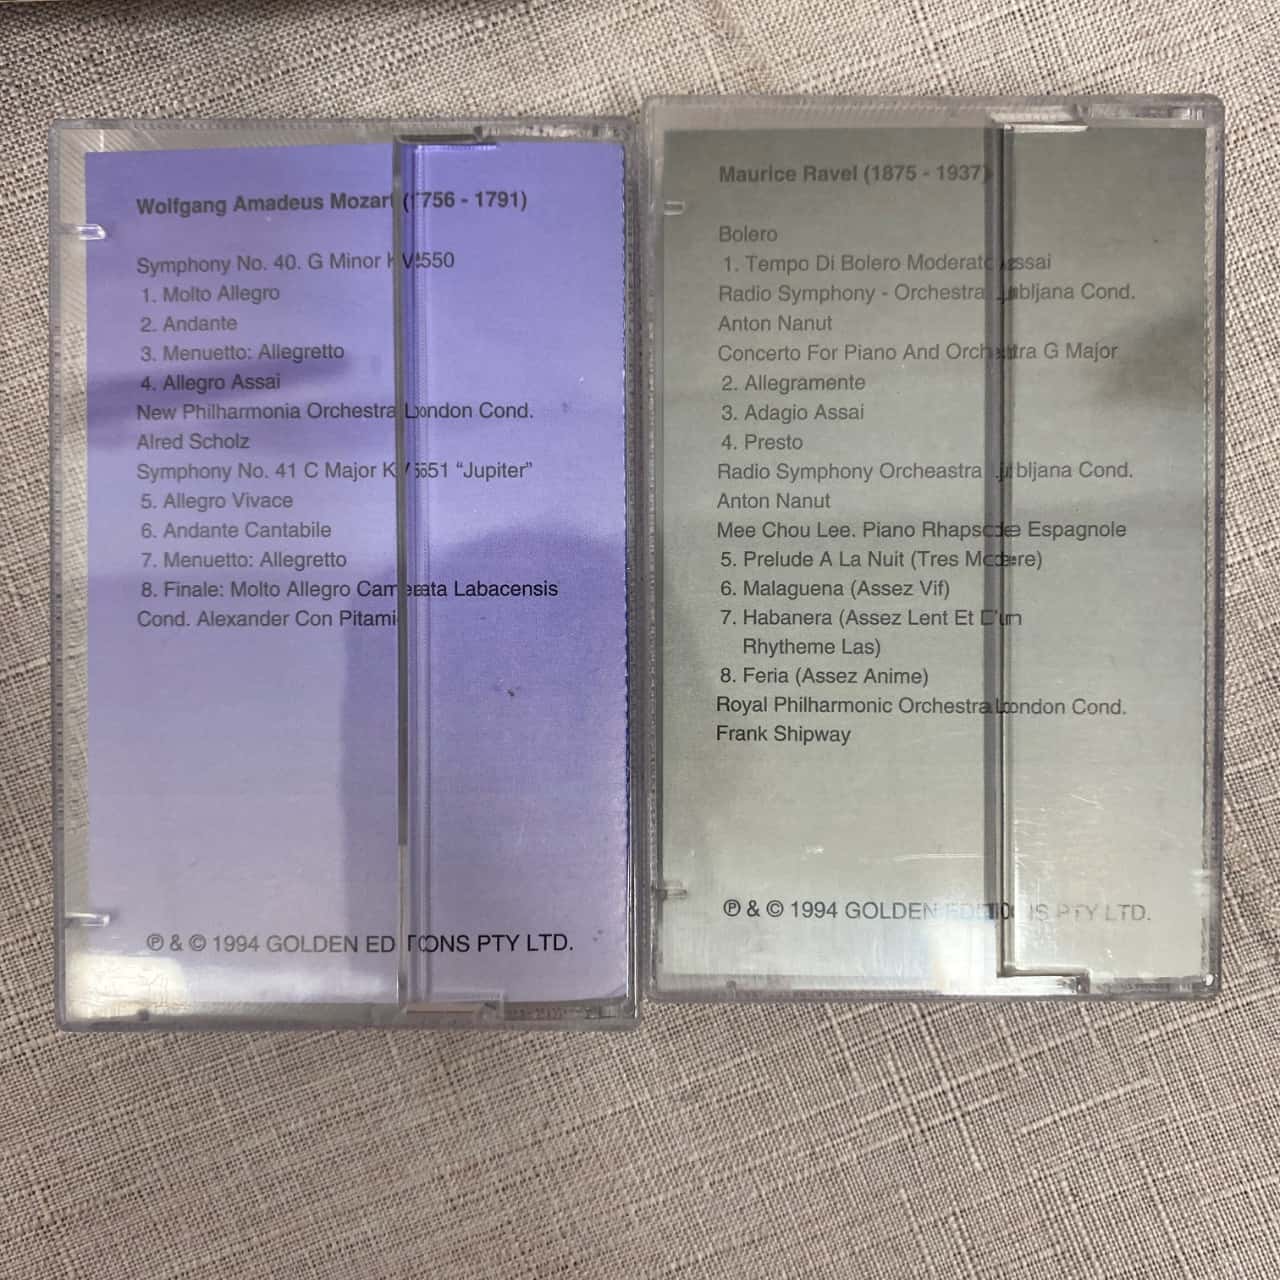 Wolfgang Amadeus Mozart (1756 - 1791)
Symphony No. 40. G Minor KV 550
1. Molto Allegro
2. Andante
3. Menuetto: Allegretto
4. Allegro Assai
New Philharmonia Orchestra London Cond.
Alred Scholz
Symphony No. 41 C Major KV 551 “Jupiter”
5. Allegro Vivace
6. Andante Cantabile
7. Menuetto: Allegretto
8. Finale: Molto Allegro Camerata Labacensis
Cond. Alexander Con Pitami
℗ & © 1994 GOLDEN EDITIONS PTY LTD.
Maurice Ravel (1875 - 1937)
Bolero
1. Tempo Di Bolero Moderato Assai
Radio Symphony - Orchestra Ljubljana Cond.
Anton Nanut
Concerto For Piano And Orchestra G Major
2. Allegramente
3. Adagio Assai
4. Presto
Radio Symphony Orcheastra Ljubljana Cond.
Anton Nanut
Mee Chou Lee. Piano Rhapsodie Espagnole
5. Prelude A La Nuit (Tres Modere)
6. Malaguena (Assez Vif)
7. Habanera (Assez Lent Et D'un
Rhytheme Las)
8. Feria (Assez Anime)
Royal Philharmonic Orchestra London Cond.
Frank Shipway
℗ & © 1994 GOLDEN EDITIONS PTY LTD.